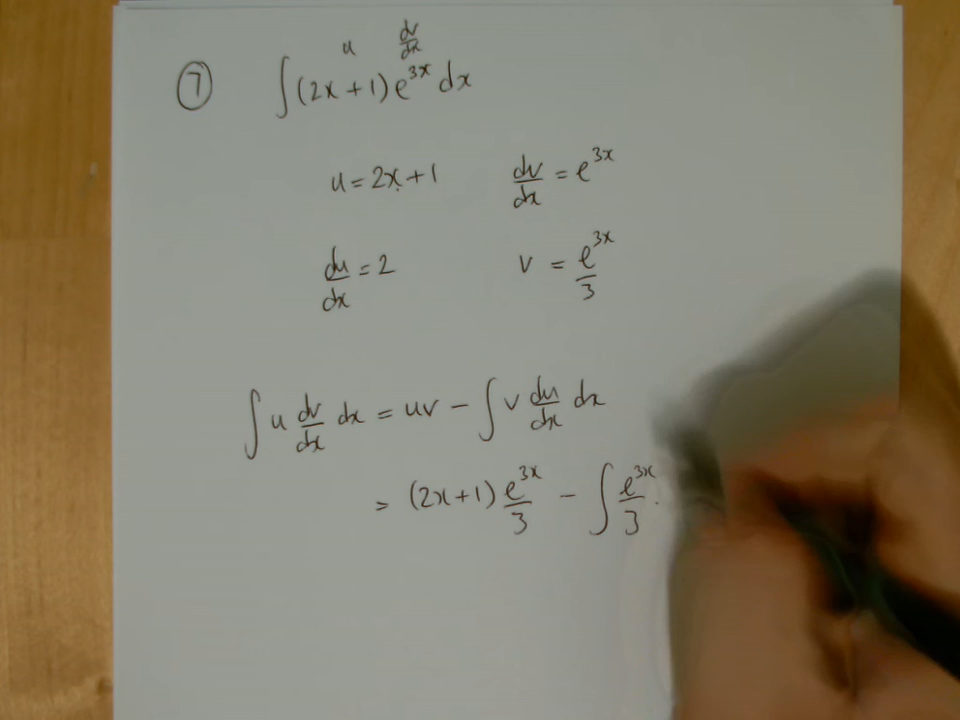 u dv/dx
⑦ ∫(2x+1)e^{3x} dx
u = 2x+1 dv/dx = e^{3x}
du/dx = 2 v = e^{3x}/3
∫ u dv/dx dx = uv − ∫ v du/dx dx
= (2x+1) e^{3x}/3 − ∫ e^{3x}/3 .